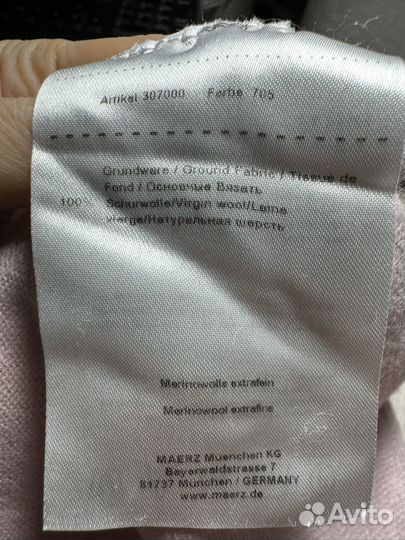 Artikel 307000 Farbe 705
Grundware / Ground Fabric / Tissue de
Fond / Основные Вязать
100% Schurwolle/Virgin wool/Laine
vierge/Натуральная шерсть
Merinowolle extrafein
Merinowool extrafine
MAERZ Muenchen KG
Bayerwaldstrasse 7
81737 München / GERMANY
www.maerz.de
Avito